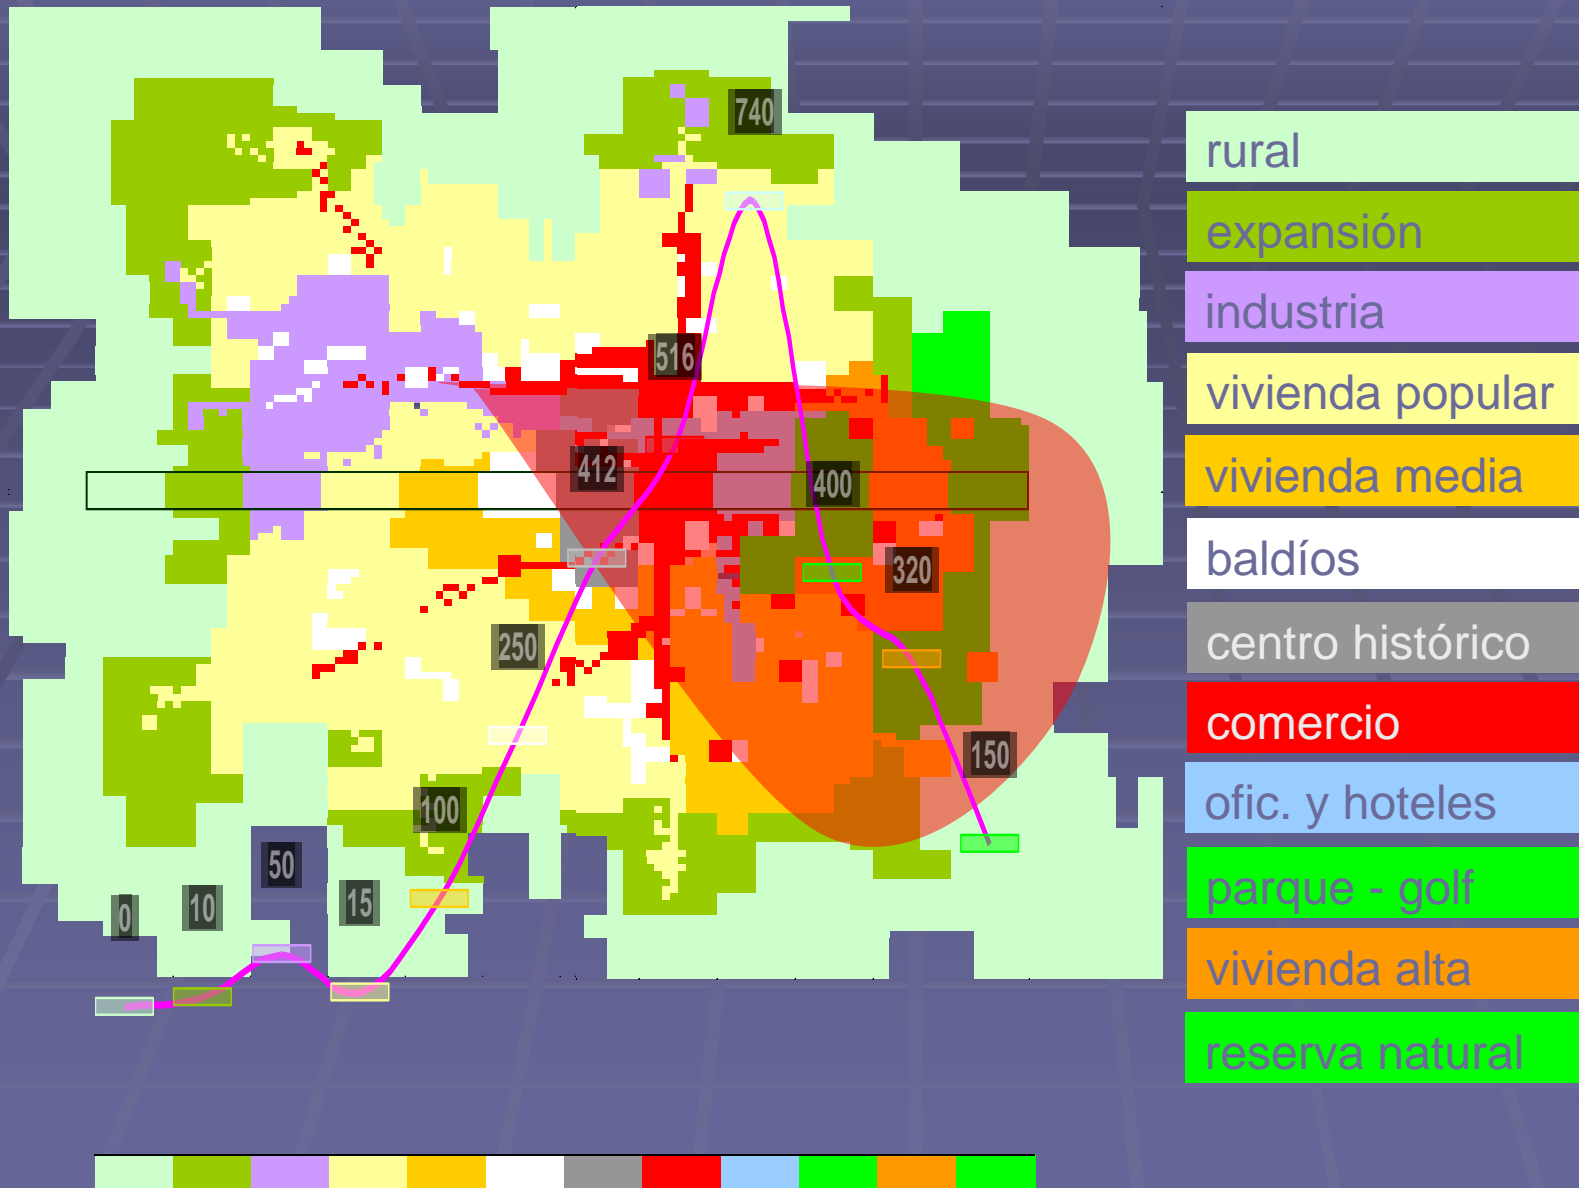 740
516
412
400
320
250
150
100
50
15
10
0
rural
expansión
industria
vivienda popular
vivienda media
baldíos
centro histórico
comercio
ofic. y hoteles
parque - golf
vivienda alta
reserva natural